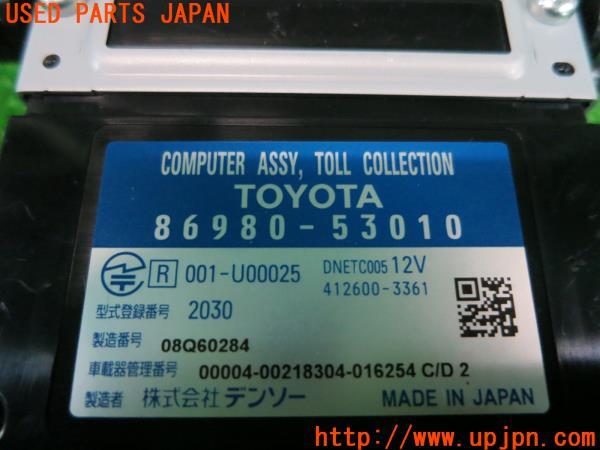 USED PARTS JAPAN
COMPUTER ASSY, TOLL COLLECTION
TOYOTA
86980-53010
R 001-U00025 DNETC005 12V
412600-3361
型式登録番号 2030
製造番号 08Q60284
車載器管理番号 00004-00218304-016254 C/D 2
製造者 株式会社 デンソー MADE IN JAPAN
www.upjpn.com